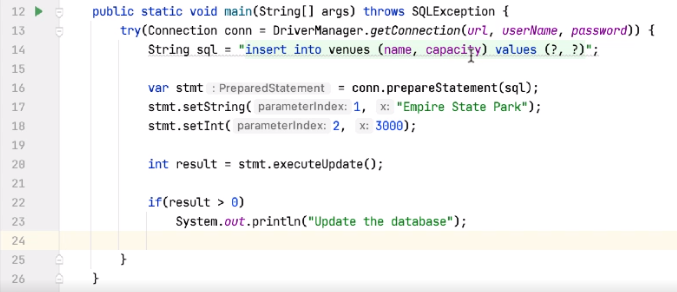 12 public static void main(String[] args) throws SQLException {
13 try(Connection conn = DriverManager.getConnection(url, userName, password)) {
14 String sql = "insert into venues (name, capacity) values (?, ?)";
15
16 var stmt : PreparedStatement = conn.prepareStatement(sql);
17 stmt.setString( parameterIndex: 1, x: "Empire State Park");
18 stmt.setInt( parameterIndex: 2, x: 3000);
19
20 int result = stmt.executeUpdate();
21
22 if(result > 0)
23 System.out.println("Update the database");
24
25 }
26 }